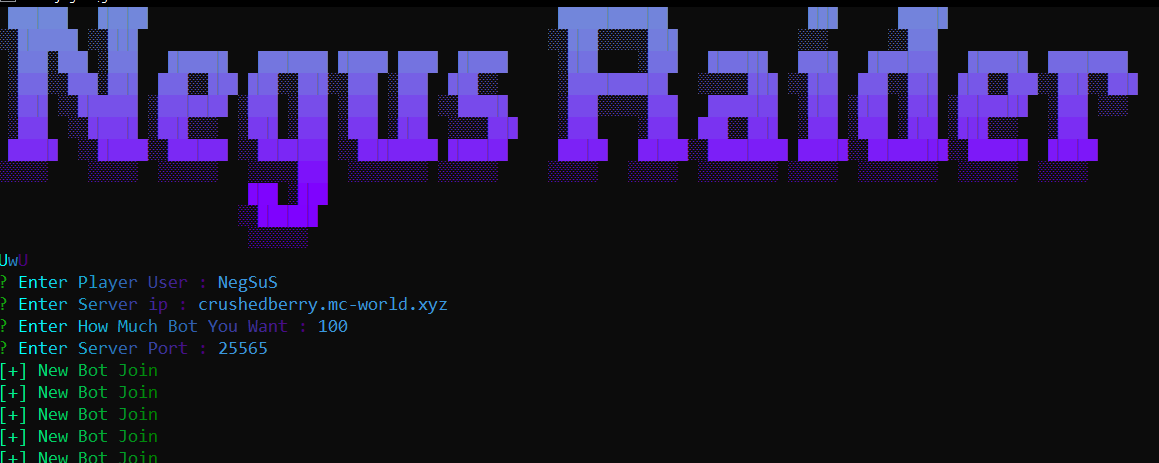 Negus Raider
UwU
? Enter Player User : NegSuS
? Enter Server ip : crushedberry.mc-world.xyz
? Enter How Much Bot You Want : 100
? Enter Server Port : 25565
[+] New Bot Join
[+] New Bot Join
[+] New Bot Join
[+] New Bot Join
[+] New Bot Join